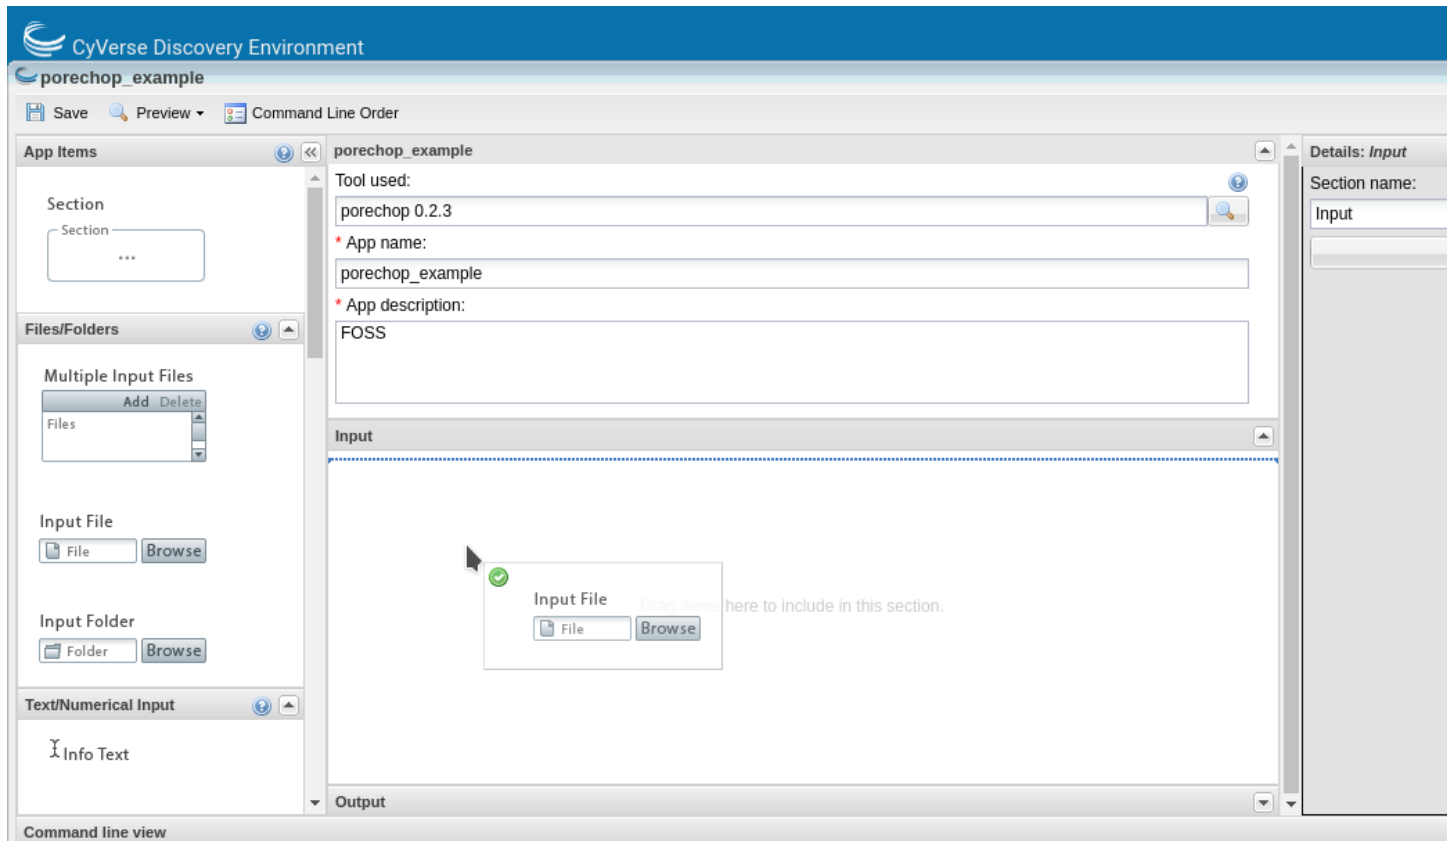 CyVerse Discovery Environment
porechop_example
Save Preview Command Line Order
App Items
Section
Section
...
Files/Folders
Multiple Input Files
Add Delete
Files
Input File
File Browse
Input Folder
Folder Browse
Text/Numerical Input
Info Text
porechop_example
Tool used:
porechop 0.2.3
* App name:
porechop_example
* App description:
FOSS
Input
Input File
File Browse
Drag items here to include in this section.
Output
Details: Input
Section name:
Input
Command line view